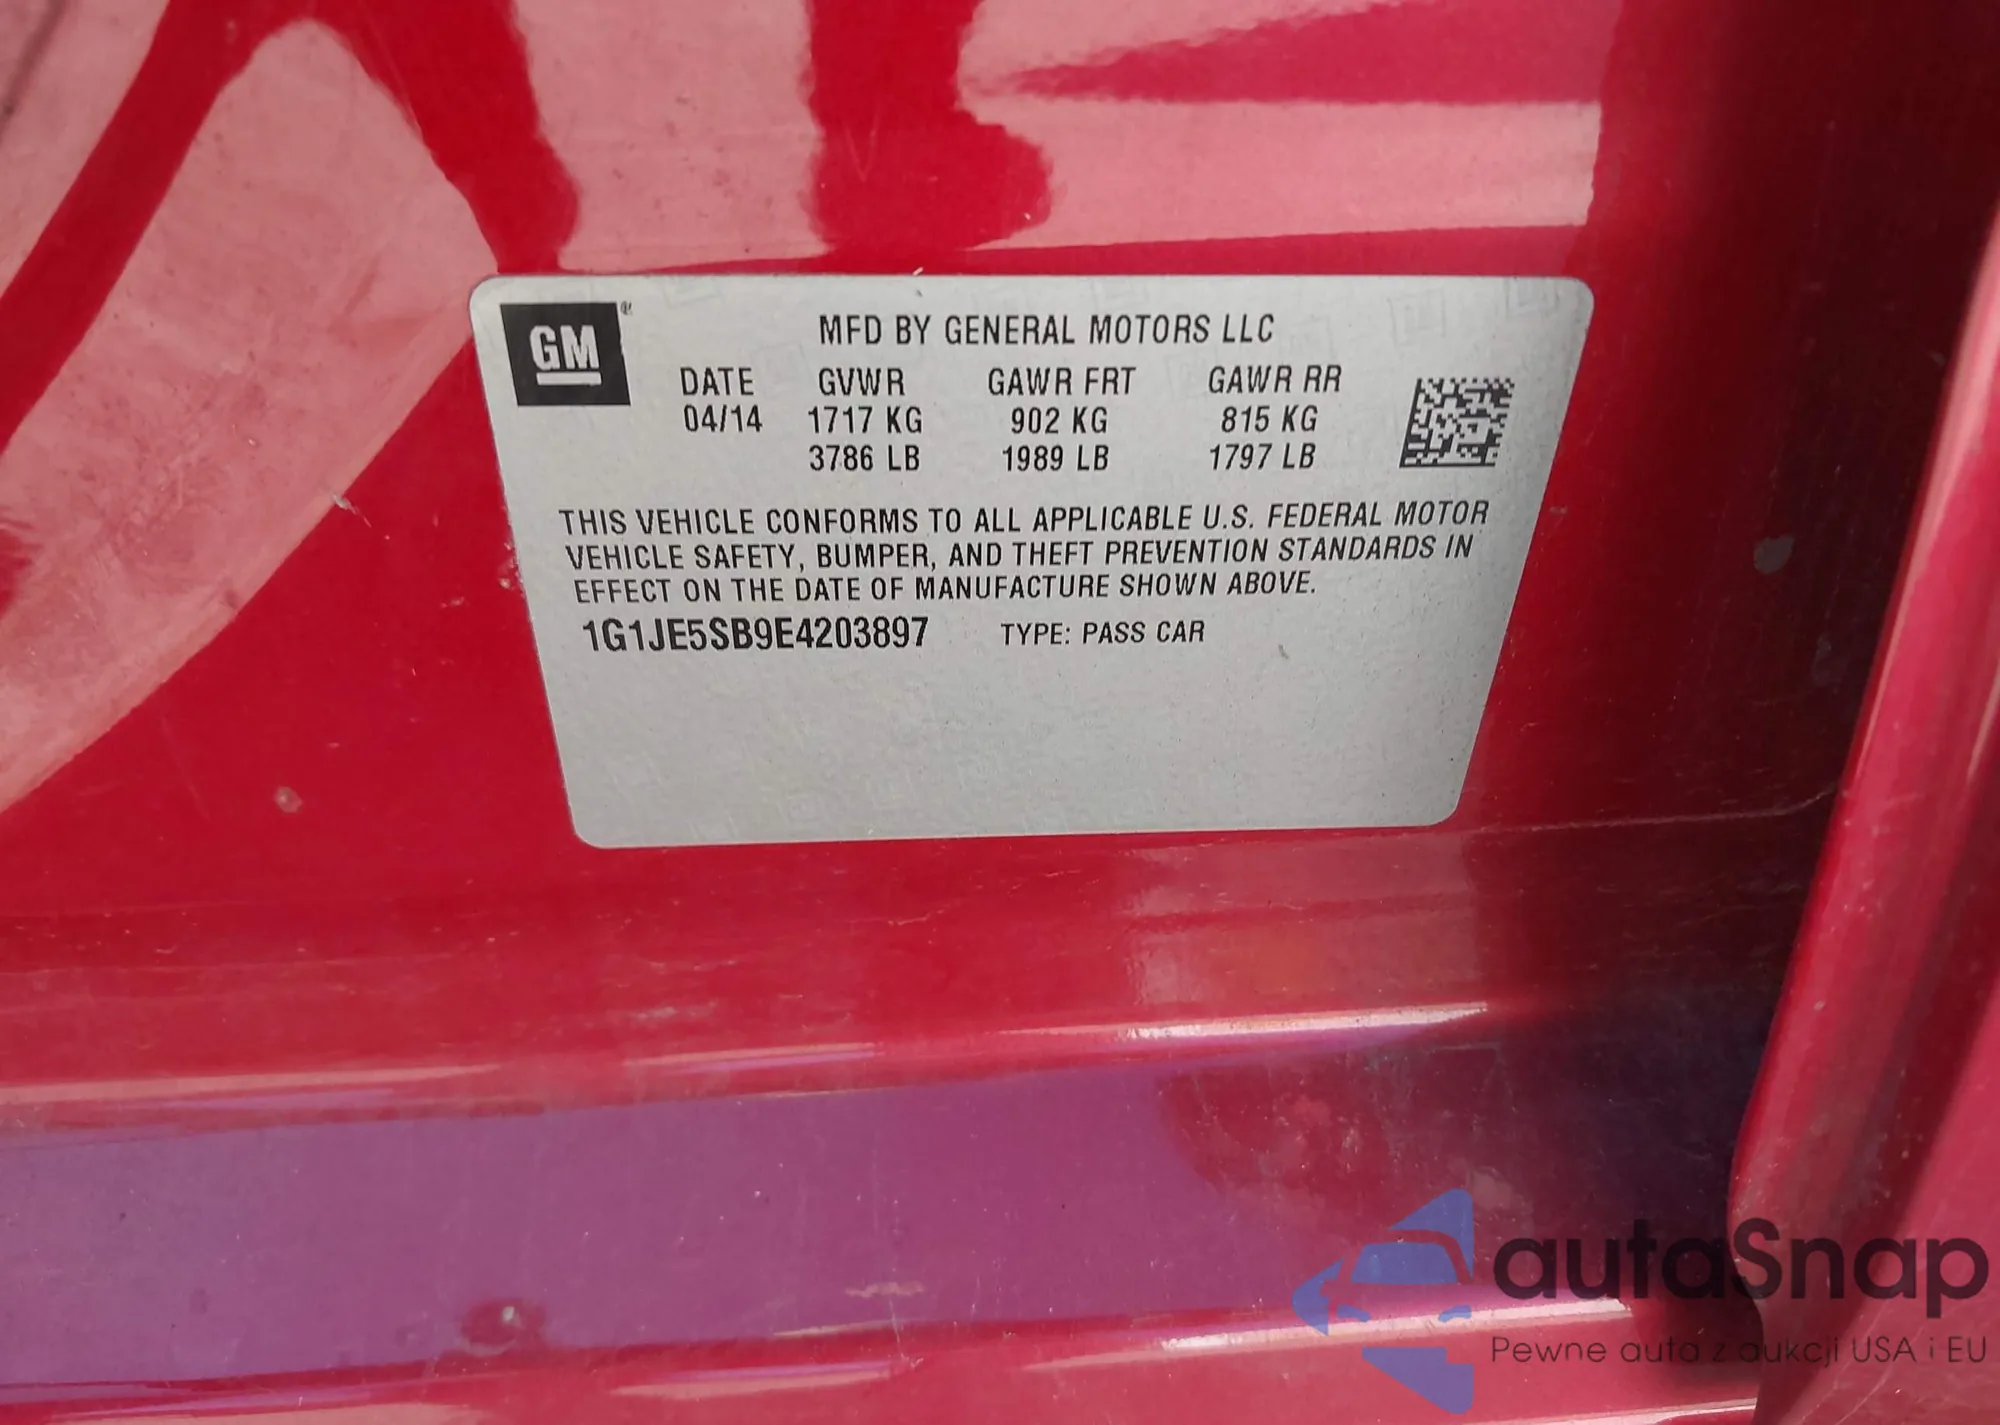 GM®
MFD BY GENERAL MOTORS LLC
DATE GVWR GAWR FRT GAWR RR
04/14 1717 KG 902 KG 815 KG
3786 LB 1989 LB 1797 LB
THIS VEHICLE CONFORMS TO ALL APPLICABLE U.S. FEDERAL MOTOR
VEHICLE SAFETY, BUMPER, AND THEFT PREVENTION STANDARDS IN
EFFECT ON THE DATE OF MANUFACTURE SHOWN ABOVE.
1G1JE5SB9E4203897 TYPE: PASS CAR
autaSnap
Pewne auta z aukcji USA i EU